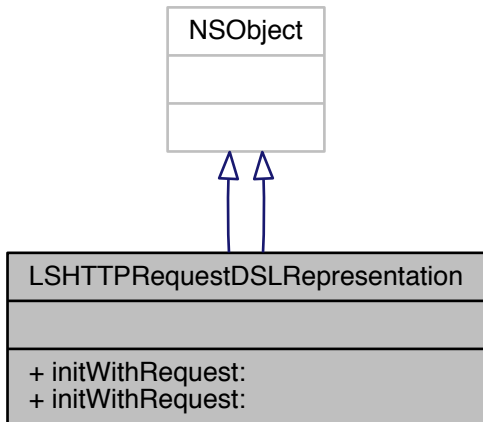 NSObject
LSHTTPRequestDSLRepresentation
+ initWithRequest:
+ initWithRequest: